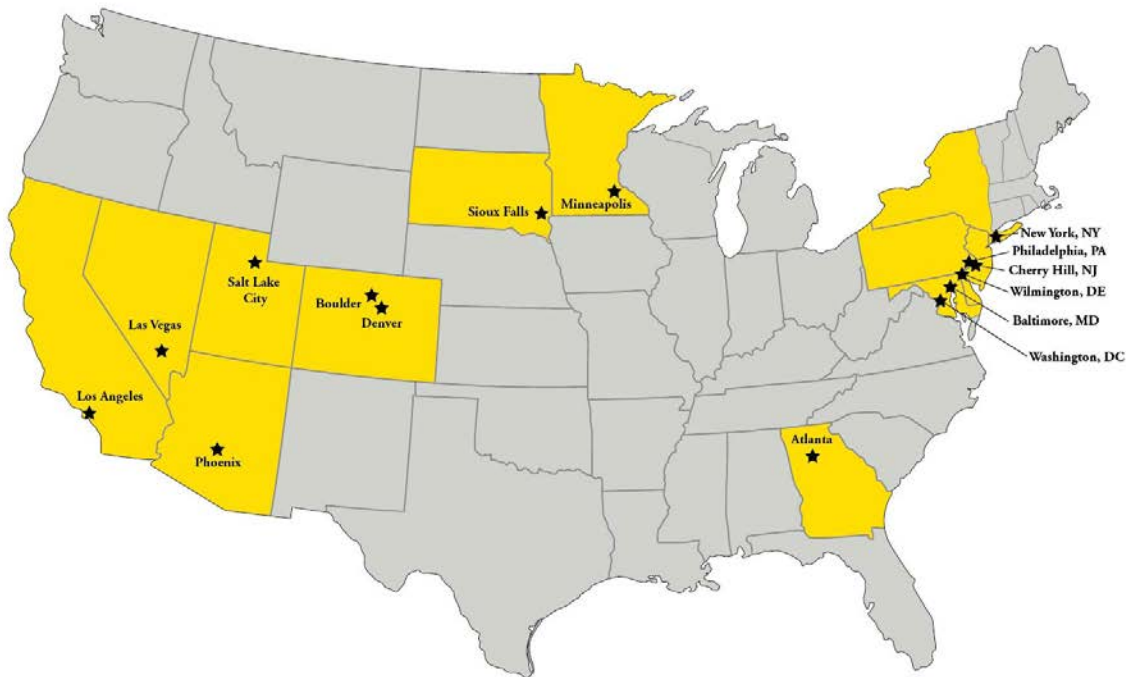 Sioux Falls
Minneapolis
New York, NY
Philadelphia, PA
Cherry Hill, NJ
Salt Lake
City
Wilmington, DE
Boulder
Denver
Baltimore, MD
Las Vegas
Washington, DC
Los Angeles
Atlanta
Phoenix